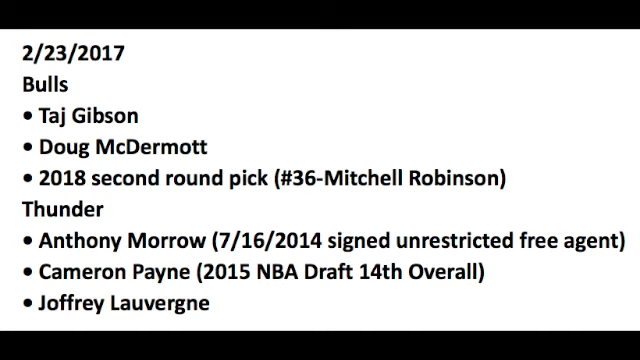 2/23/2017
Bulls
• Taj Gibson
• Doug McDermott
• 2018 second round pick (#36-Mitchell Robinson)
Thunder
• Anthony Morrow (7/16/2014 signed unrestricted free agent)
• Cameron Payne (2015 NBA Draft 14th Overall)
• Joffrey Lauvergne